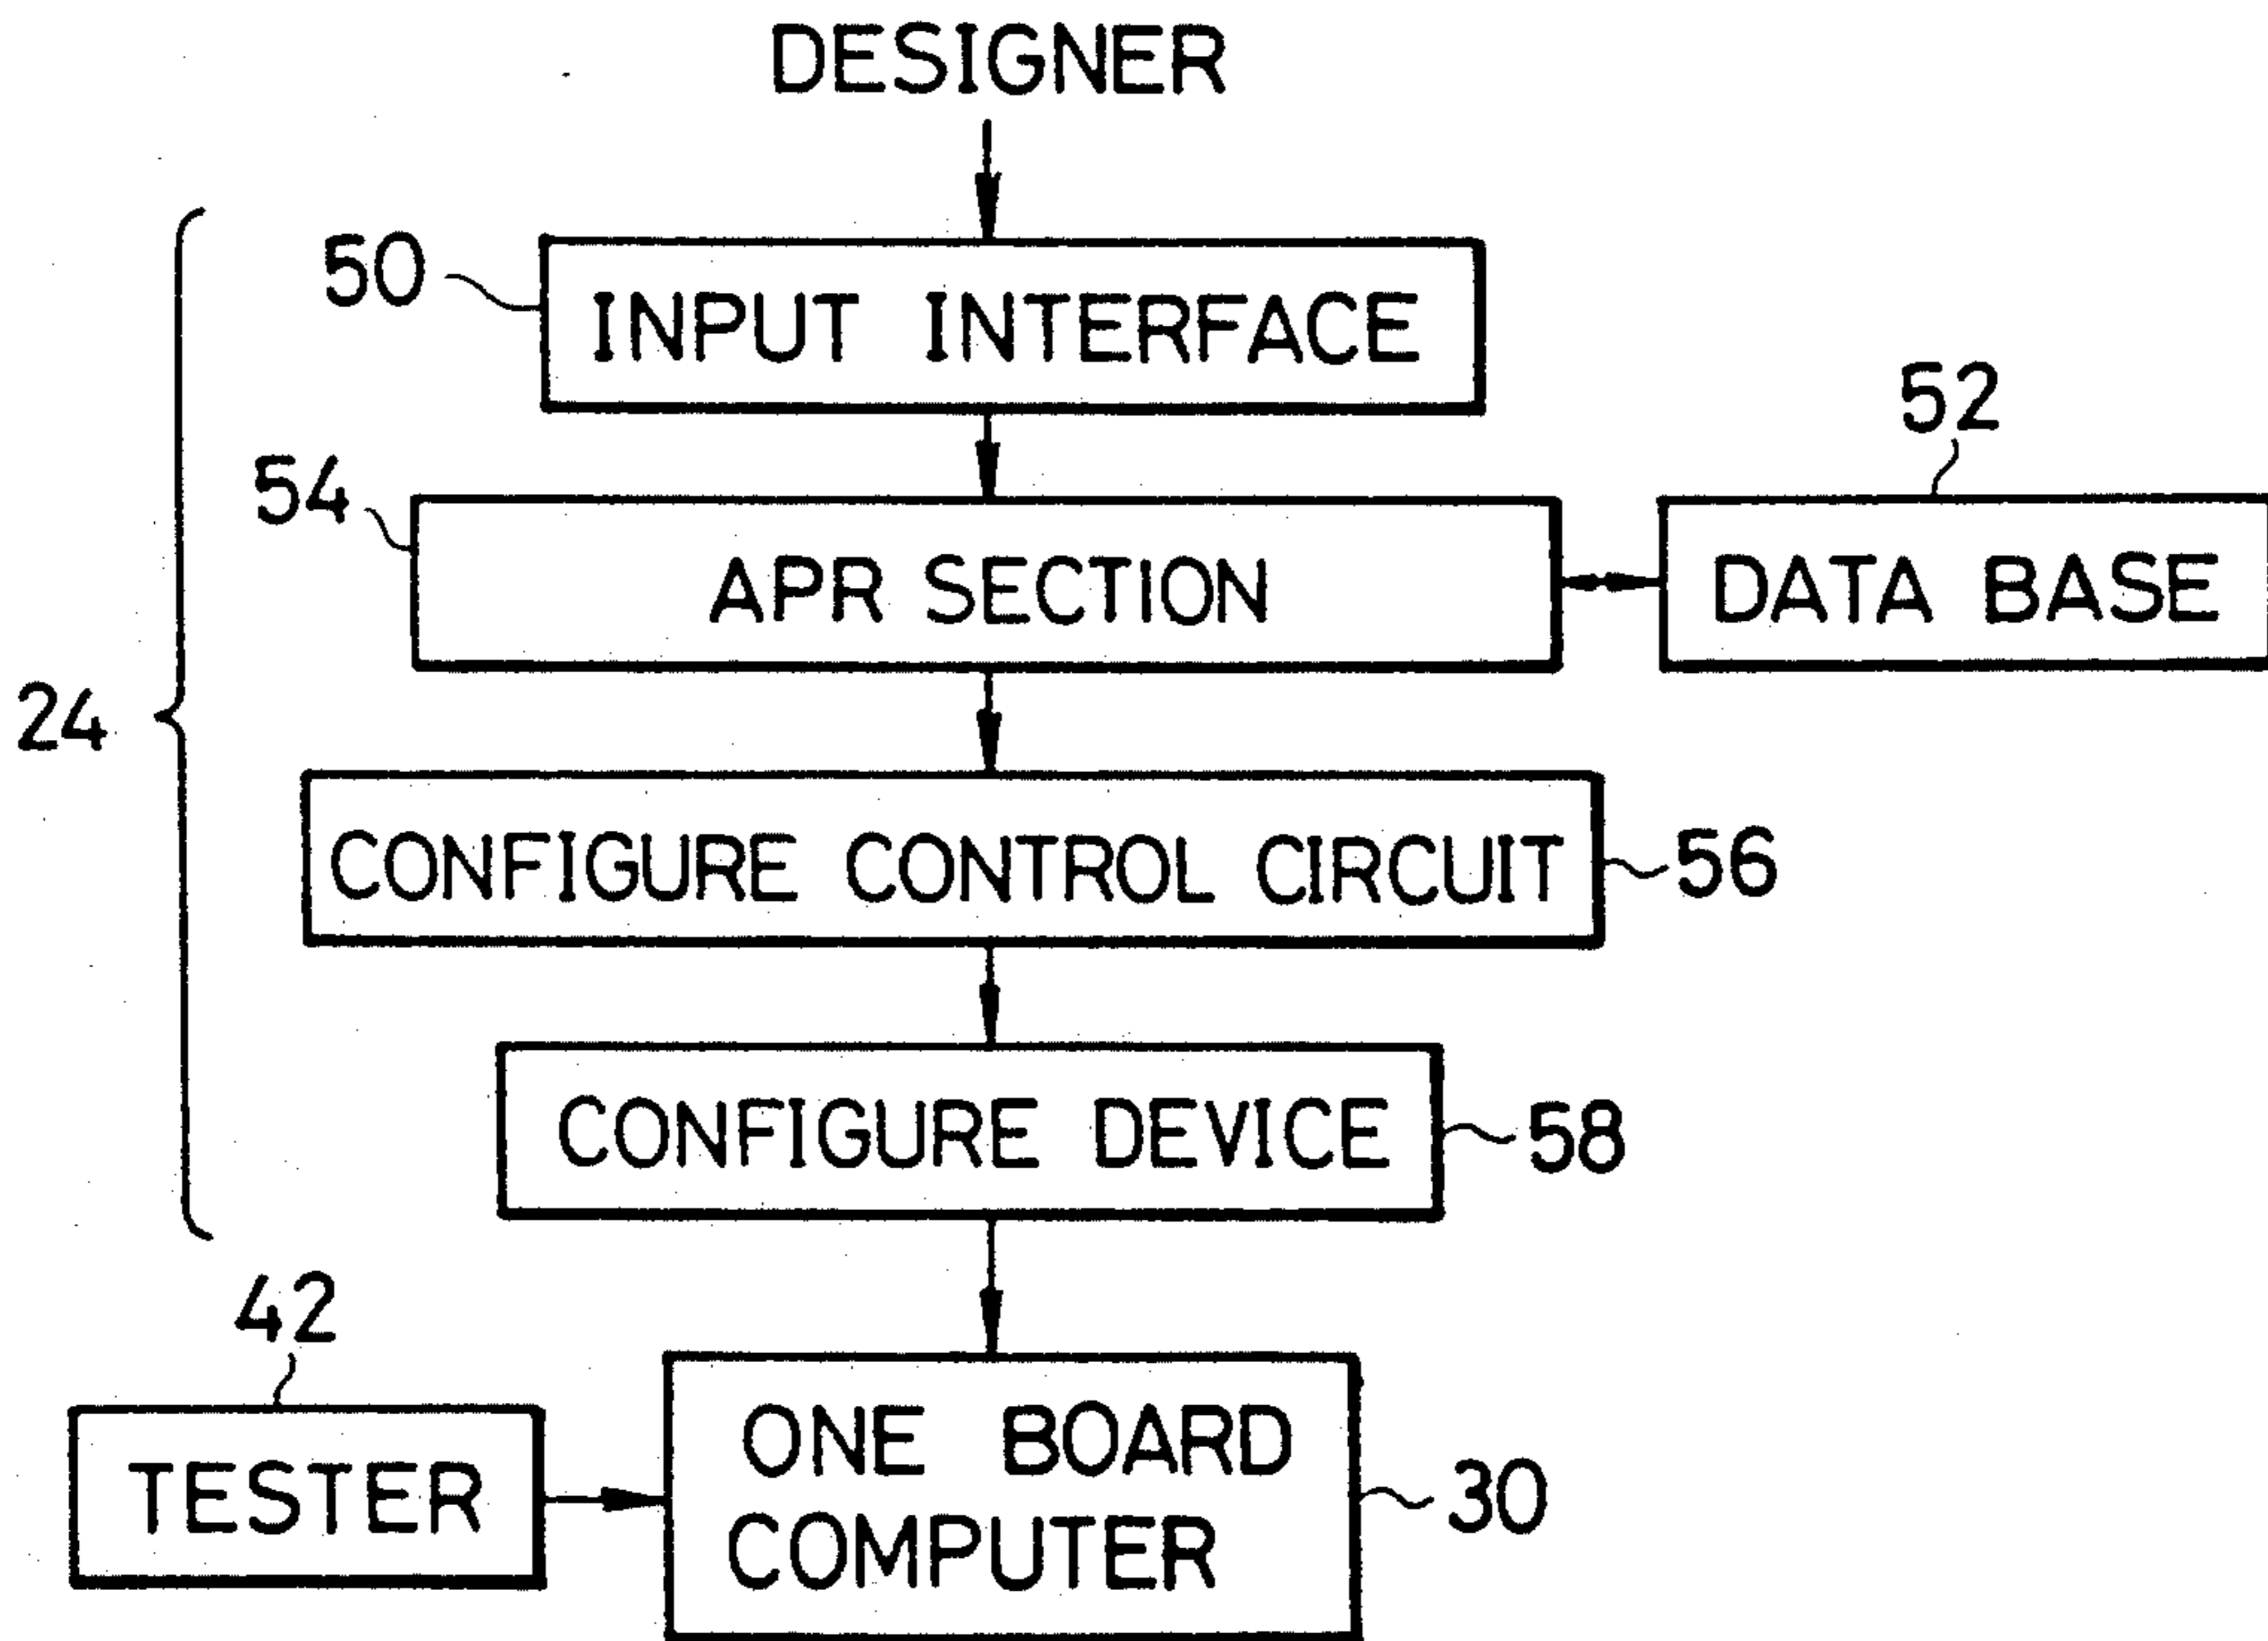 DESIGNER
50
INPUT INTERFACE
52
54
APR SECTION
DATA BASE
24
CONFIGURE CONTROL CIRCUIT
56
CONFIGURE DEVICE
58
42
TESTER
ONE BOARD
COMPUTER
30